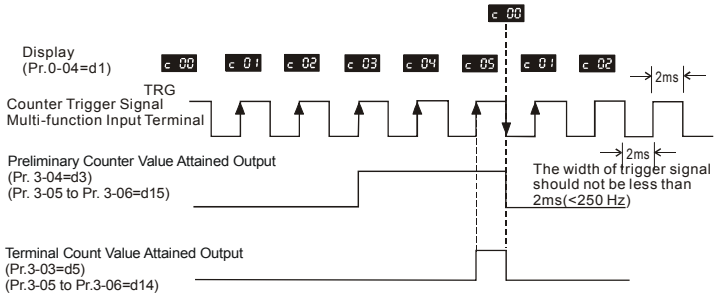 c 00
Display
(Pr.0-04=d1)
c 00 c 01 c 02 c 03 c 04 c 05 c 01 c 02
2ms
TRG
Counter Trigger Signal
Multi-function Input Terminal
2ms
Preliminary Counter Value Attained Output
(Pr. 3-04=d3)
(Pr. 3-05 to Pr. 3-06=d15)
The width of trigger signal
should not be less than
2ms(<250 Hz)
Terminal Count Value Attained Output
(Pr.3-03=d5)
(Pr.3-05 to Pr.3-06=d14)